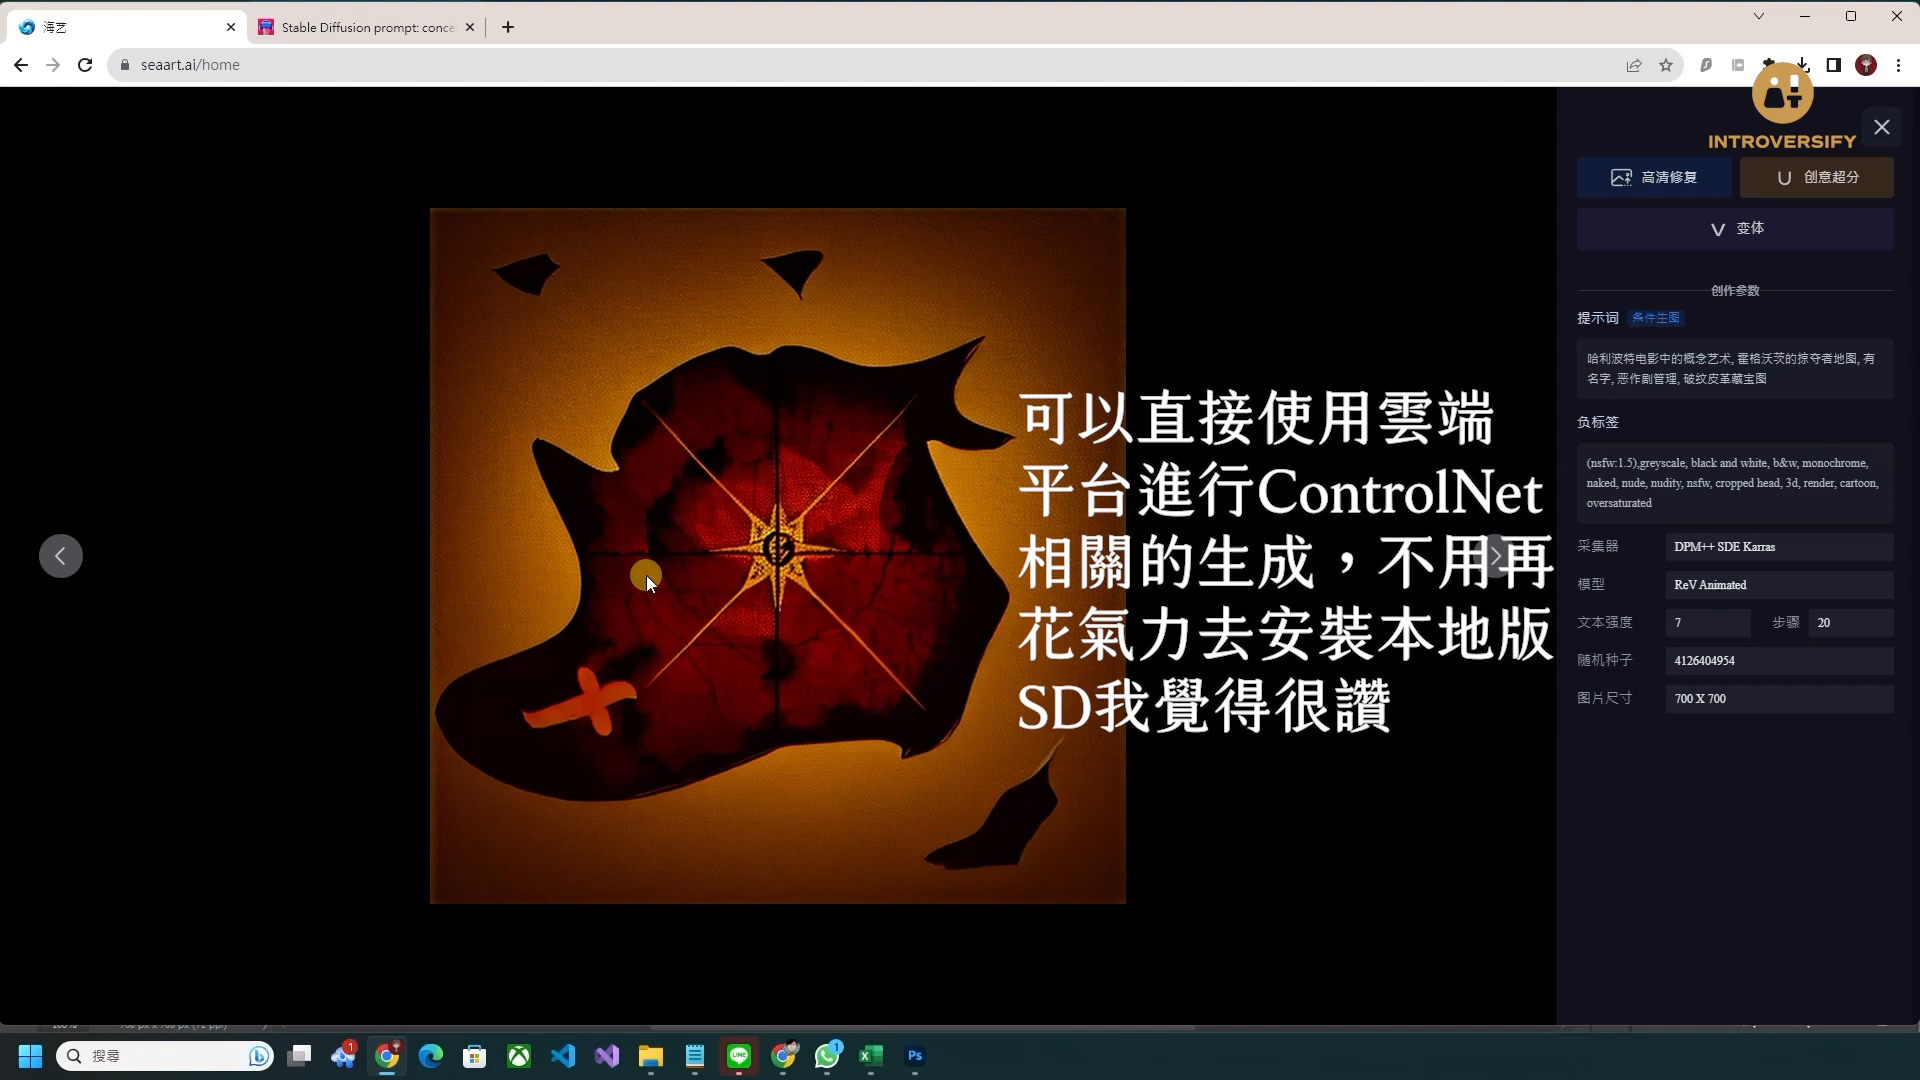 海艺
Stable Diffusion prompt: conce
seaart.ai/home
INTROVERSIFY
高清修复
U 创意超分
V 变体
创作参数
提示词 条件生图
哈利波特电影中的概念艺术, 霍格沃茨的掠夺者地图, 有
名字, 恶作剧管理, 破纹皮革藏宝图
负标签
(nsfw:1.5),greyscale, black and white, b&w, monochrome,
naked, nude, nudity, nsfw, cropped head, 3d, render, cartoon,
oversaturated
采集器 DPM++ SDE Karras
模型 ReV Animated
文本强度 7 步骤 20
随机种子 4126404954
图片尺寸 700 X 700
可以直接使用雲端
平台進行ControlNet
相關的生成，不用再
花氣力去安裝本地版
SD我覺得很讚
搜尋
1
LINE
1
Ps